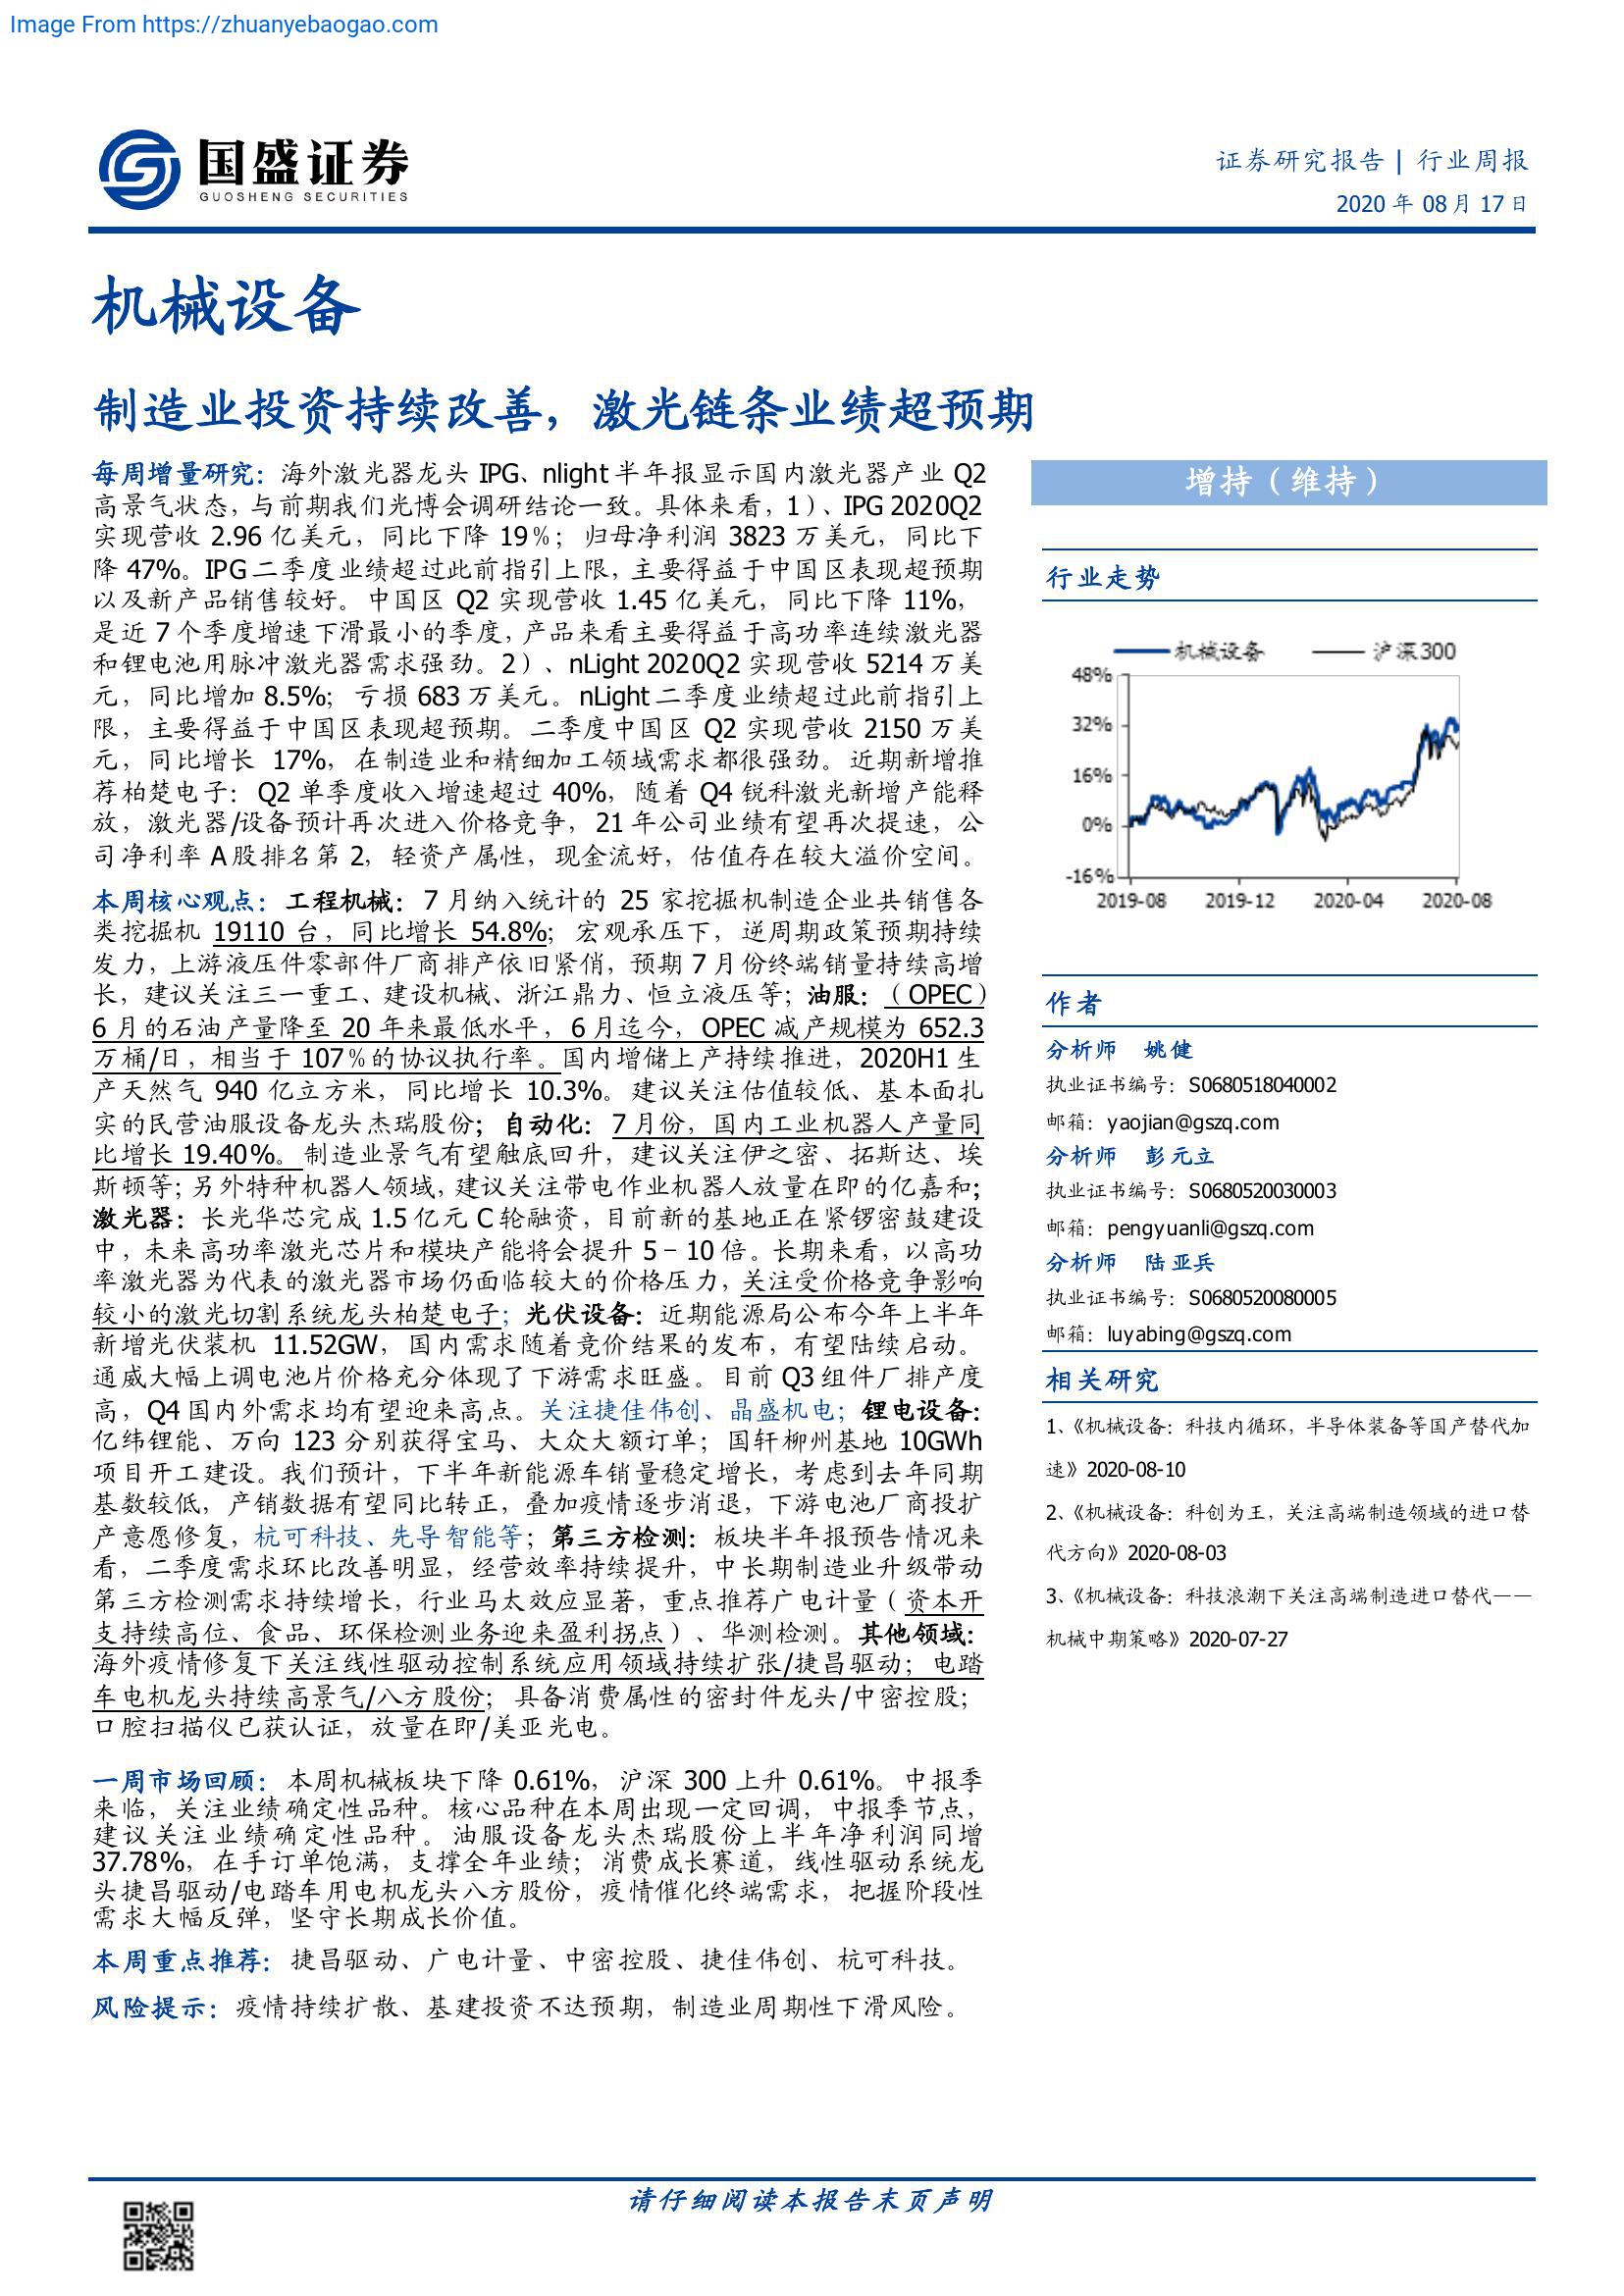 Image From https://zhuanyebaogao.com
国盛证券
GUOSHENG SECURITIES
证券研究报告 | 行业周报
2020 年 08 月 17 日
机械设备
制造业投资持续改善，激光链条业绩超预期
每周增量研究：海外激光器龙头 IPG、nlight 半年报显示国内激光器产业 Q2
高景气状态，与前期我们光博会调研结论一致。具体来看，1）、IPG 2020Q2
实现营收 2.96 亿美元，同比下降 19%；归母净利润 3823 万美元，同比下
降 47%。IPG 二季度业绩超过此前指引上限，主要得益于中国区表现超预期
以及新产品销售较好。中国区 Q2 实现营收 1.45 亿美元，同比下降 11%，
是近 7 个季度增速下滑最小的季度，产品来看主要得益于高功率连续激光器
和锂电池用脉冲激光器需求强劲。2）、nLight 2020Q2 实现营收 5214 万美
元，同比增加 8.5%；亏损 683 万美元。nLight 二季度业绩超过此前指引上
限，主要得益于中国区表现超预期。二季度中国区 Q2 实现营收 2150 万美
元，同比增长 17%，在制造业和精细加工领域需求都很强劲。近期新增推
荐柏楚电子：Q2 单季度收入增速超过 40%，随着 Q4 锐科激光新增产能释
放，激光器/设备预计再次进入价格竞争，21 年公司业绩有望再次提速，公
司净利率 A 股排名第 2，轻资产属性，现金流好，估值存在较大溢价空间。
本周核心观点：工程机械：7 月纳入统计的 25 家挖掘机制造企业共销售各
类挖掘机 19110 台，同比增长 54.8%；宏观承压下，逆周期政策预期持续
发力，上游液压件零部件厂商排产依旧紧俏，预期 7 月份终端销量持续高增
长，建议关注三一重工、建设机械、浙江鼎力、恒立液压等；油服：（OPEC）
6 月的石油产量降至 20 年来最低水平，6 月迄今，OPEC 减产规模为 652.3
万桶/日，相当于 107%的协议执行率。国内增储上产持续推进，2020H1 生
产天然气 940 亿立方米，同比增长 10.3%。建议关注估值较低、基本面扎
实的民营油服设备龙头杰瑞股份；自动化：7 月份，国内工业机器人产量同
比增长 19.40%。制造业景气有望触底回升，建议关注伊之密、拓斯达、埃
斯顿等；另外特种机器人领域，建议关注带电作业机器人放量在即的亿嘉和；
激光器：长光华芯完成 1.5 亿元 C 轮融资，目前新的基地正在紧锣密鼓建设
中，未来高功率激光芯片和模块产能将会提升 5－10 倍。长期来看，以高功
率激光器为代表的激光器市场仍面临较大的价格压力，关注受价格竞争影响
较小的激光切割系统龙头柏楚电子；光伏设备：近期能源局公布今年上半年
新增光伏装机 11.52GW，国内需求随着竞价结果的发布，有望陆续启动。
通威大幅上调电池片价格充分体现了下游需求旺盛。目前 Q3 组件厂排产度
高，Q4 国内外需求均有望迎来高点。关注捷佳伟创、晶盛机电；锂电设备：
亿纬锂能、万向 123 分别获得宝马、大众大额订单；国轩柳州基地 10GWh
项目开工建设。我们预计，下半年新能源车销量稳定增长，考虑到去年同期
基数较低，产销数据有望同比转正，叠加疫情逐步消退，下游电池厂商投扩
产意愿修复，杭可科技、先导智能等；第三方检测：板块半年报预告情况来
看，二季度需求环比改善明显，经营效率持续提升，中长期制造业升级带动
第三方检测需求持续增长，行业马太效应显著，重点推荐广电计量（资本开
支持续高位、食品、环保检测业务迎来盈利拐点）、华测检测。其他领域：
海外疫情修复下关注线性驱动控制系统应用领域持续扩张/捷昌驱动；电踏
车电机龙头持续高景气/八方股份；具备消费属性的密封件龙头/中密控股；
口腔扫描仪已获认证，放量在即/美亚光电。
一周市场回顾：本周机械板块下降 0.61%，沪深 300 上升 0.61%。中报季
来临，关注业绩确定性品种。核心品种在本周出现一定回调，中报季节点，
建议关注业绩确定性品种。油服设备龙头杰瑞股份上半年净利润同增
37.78%，在手订单饱满，支撑全年业绩；消费成长赛道，线性驱动系统龙
头捷昌驱动/电踏车用电机龙头八方股份，疫情催化终端需求，把握阶段性
需求大幅反弹，坚守长期成长价值。
本周重点推荐：捷昌驱动、广电计量、中密控股、捷佳伟创、杭可科技。
风险提示：疫情持续扩散、基建投资不达预期，制造业周期性下滑风险。
增持（维持）
行业走势
机械设备 沪深300
48%
32%
16%
0%
-16%
2019-08 2019-12 2020-04 2020-08
作者
分析师 姚健
执业证书编号：S0680518040002
邮箱：yaojian@gszq.com
分析师 彭元立
执业证书编号：S0680520030003
邮箱：pengyuanli@gszq.com
分析师 陆亚兵
执业证书编号：S0680520080005
邮箱：luyabing@gszq.com
相关研究
1、《机械设备：科技内循环，半导体装备等国产替代加
速》2020-08-10
2、《机械设备：科创为王，关注高端制造领域的进口替
代方向》2020-08-03
3、《机械设备：科技浪潮下关注高端制造进口替代——
机械中期策略》2020-07-27
请仔细阅读本报告末页声明